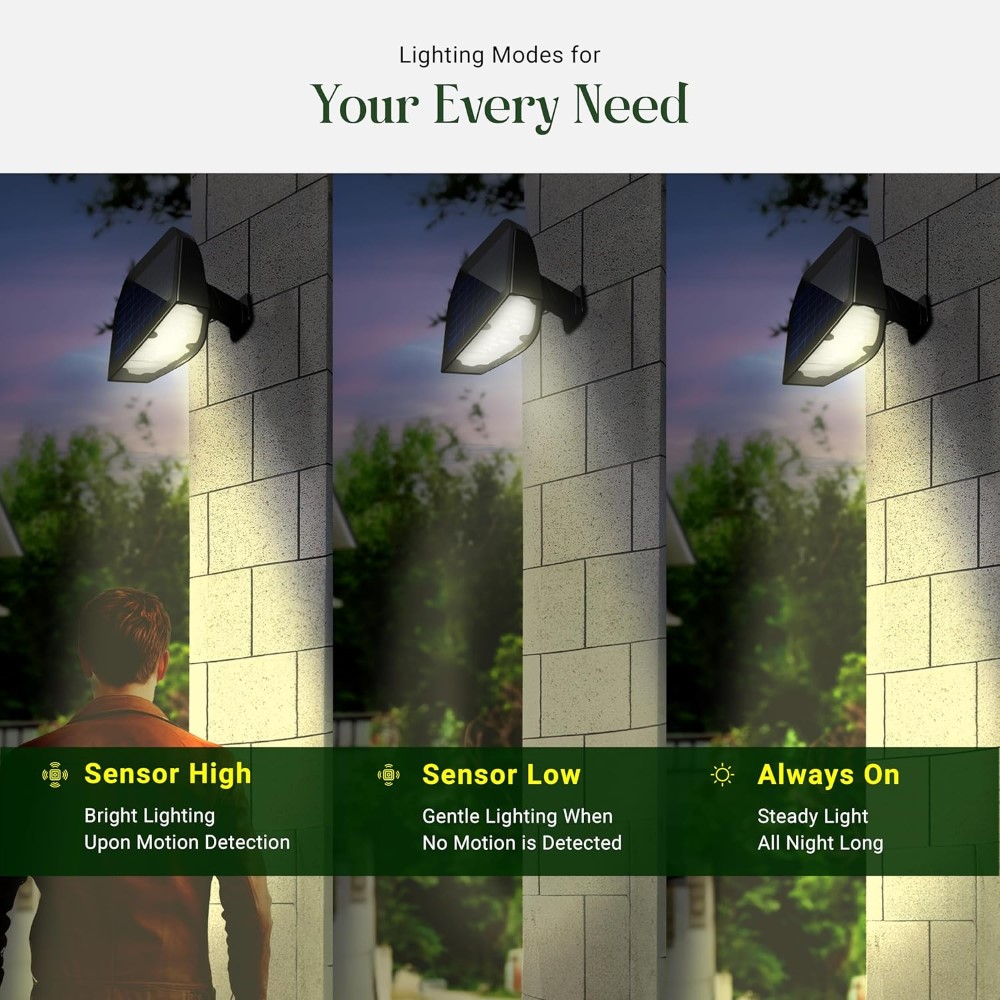 Lighting Modes for
Your Every Need
Sensor High
Bright Lighting
Upon Motion Detection
Sensor Low
Gentle Lighting When
No Motion is Detected
Always On
Steady Light
All Night Long